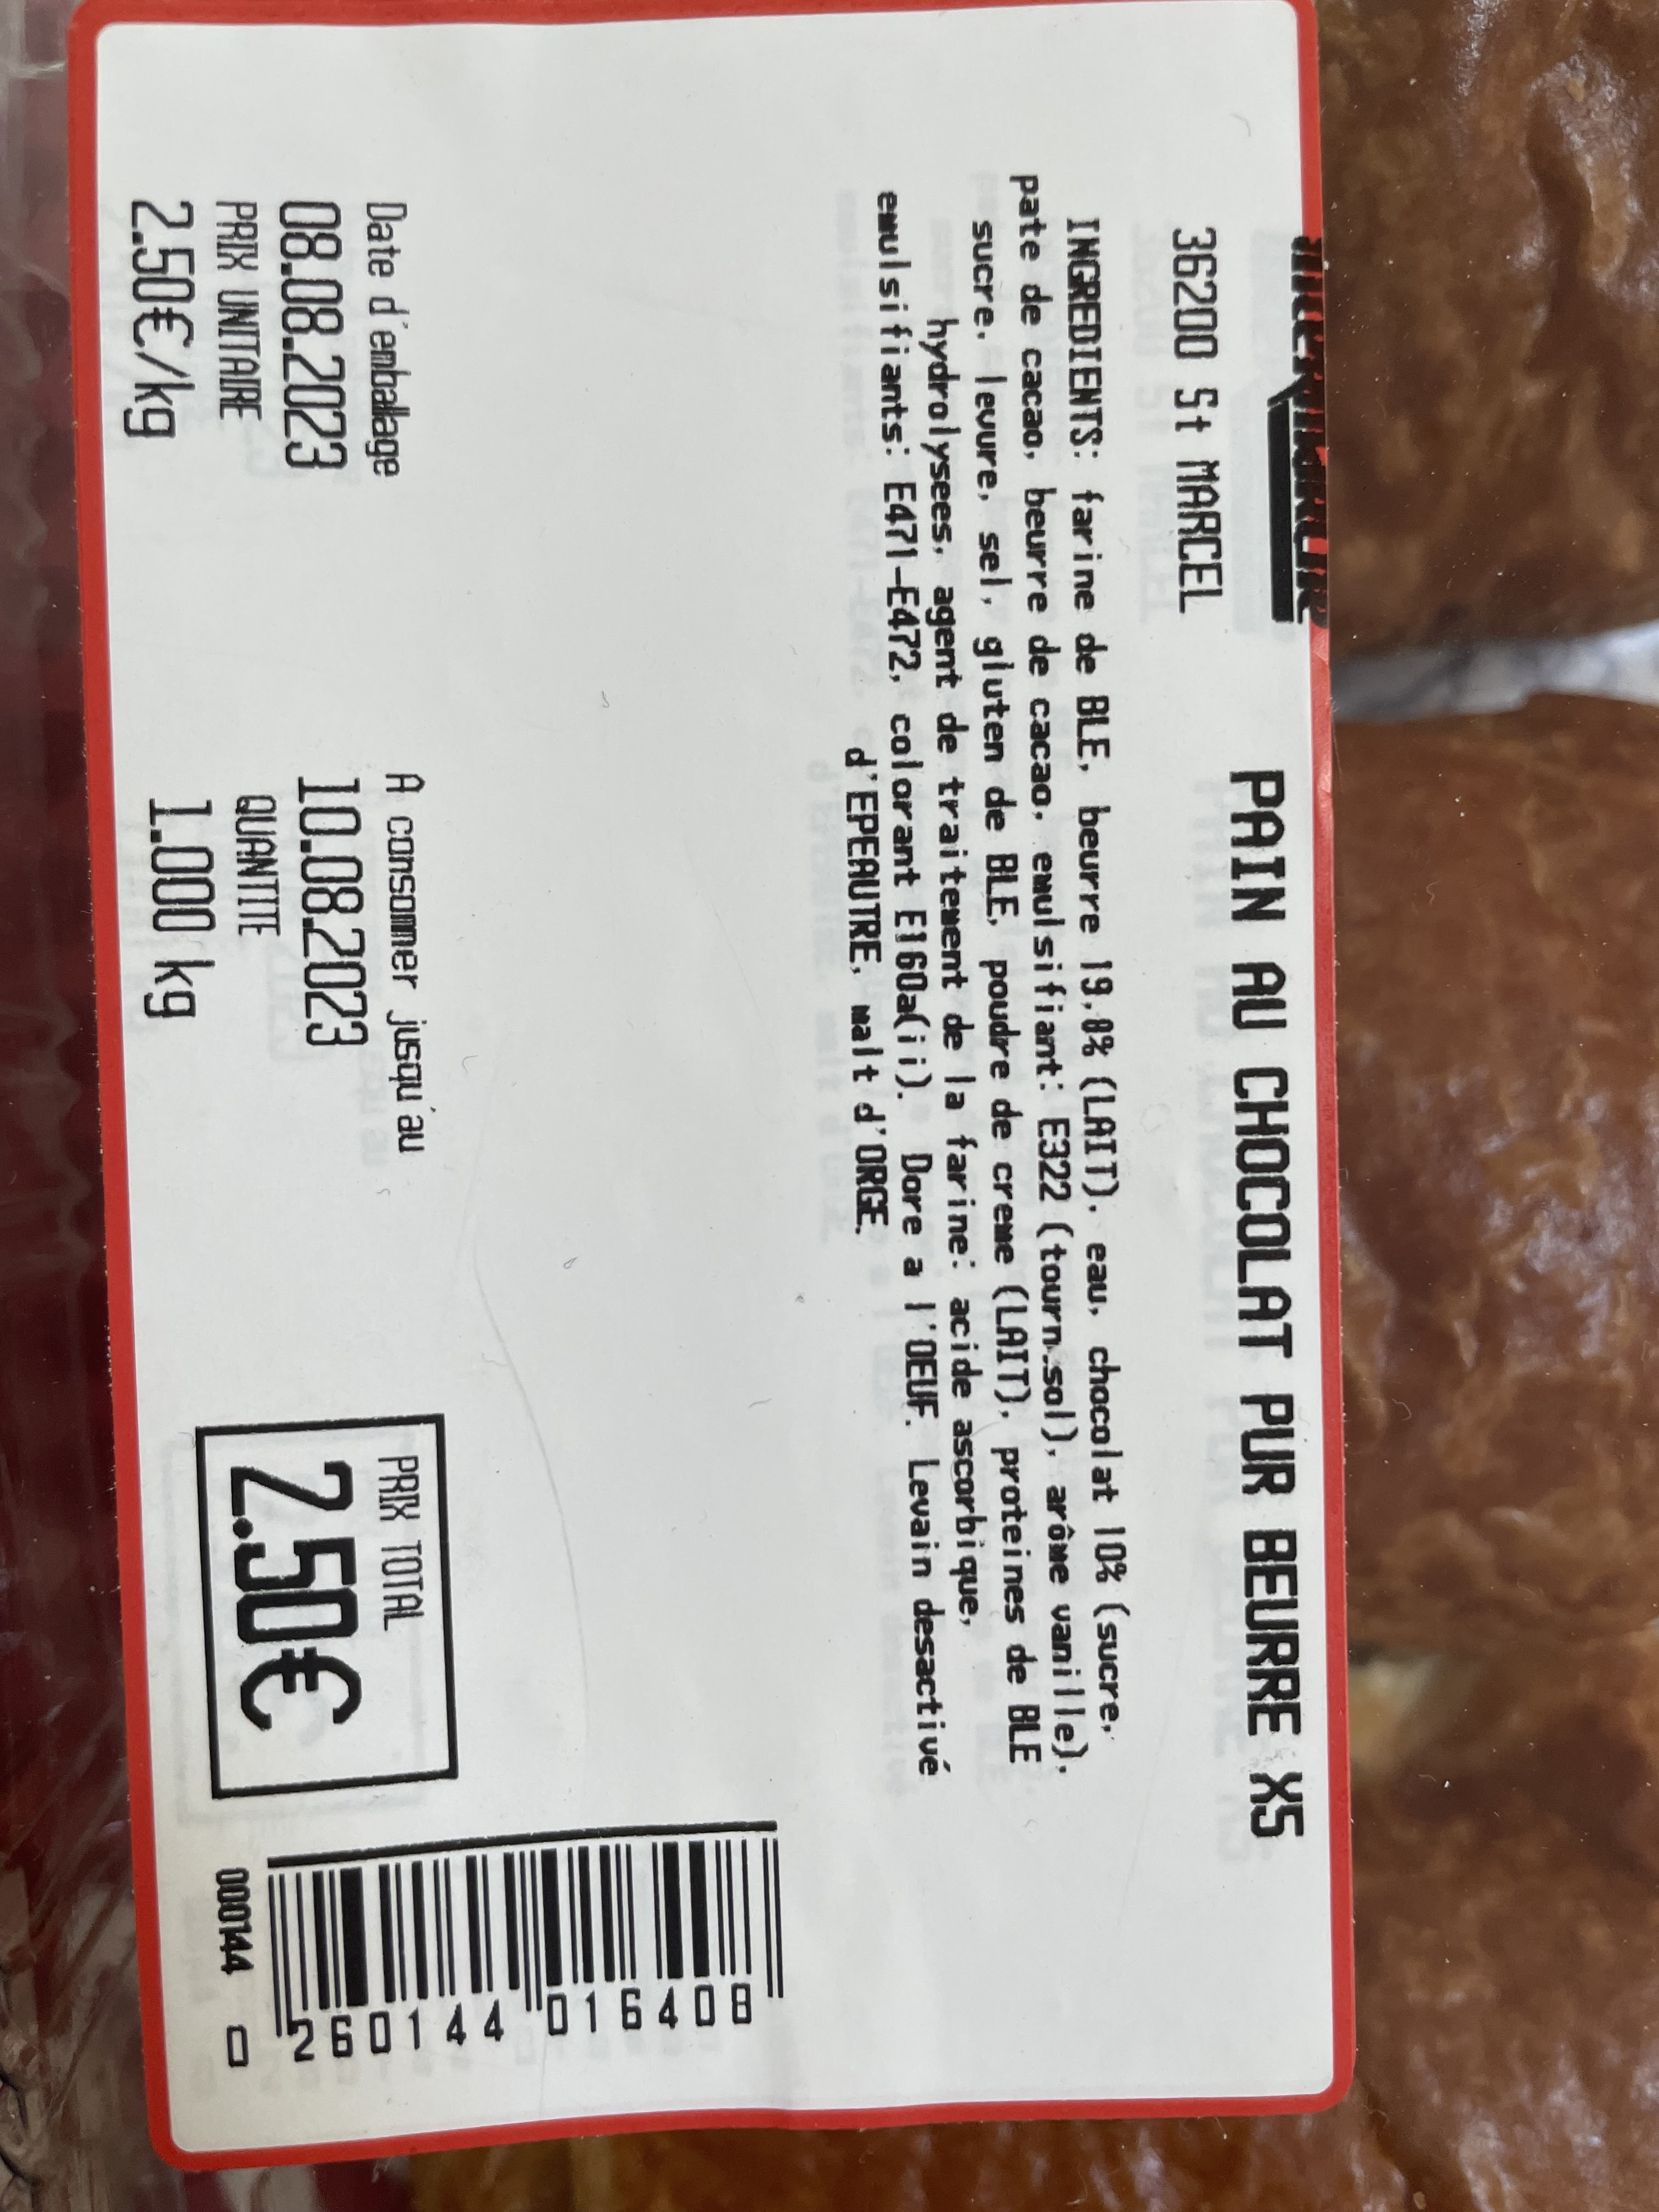 INTERMARCHE
36200 St MARCEL
PAIN AU CHOCOLAT PUR BEURRE X5
INGREDIENTS: farine de BLE, beurre 19,8% (LAIT), eau, chocolat 10% (sucre,
pate de cacao, beurre de cacao, emulsifiant: E322 (tournesol), arôme vanille),
sucre, levure, sel, gluten de BLE, poudre de creme (LAIT), proteines de BLE
hydrolysees, agent de traitement de la farine: acide ascorbique,
emulsifiants: E471-E472, colorant E160a(ii). Dore a l'OEUF. Levain desactivé
d'EPEAUTRE, malt d'ORGE.
Date d'emballage
08.08.2023
A consommer jusqu'au
10.08.2023
PRIX UNITAIRE
2.50€/kg
QUANTITE
1.000 kg
PRIX TOTAL
2.50€
2 60144 016408
000144 0